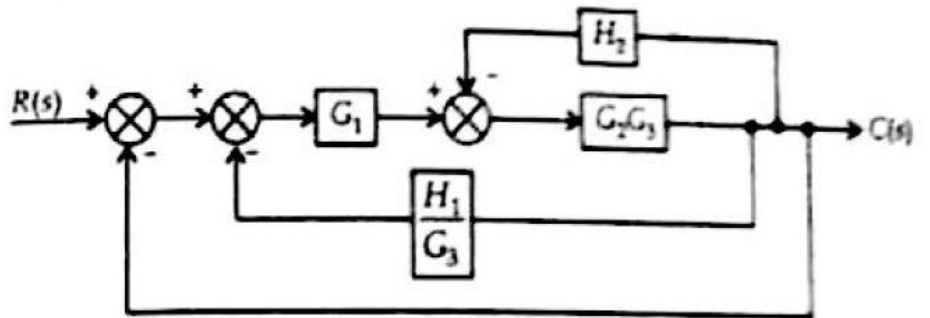 H₂
R(s) + + G₁ + - G₂G₃ C(s)
- -
H₁
G₃